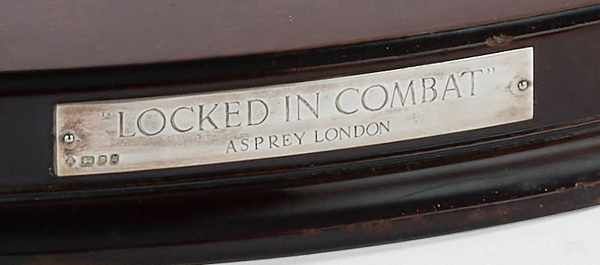 "LOCKED IN COMBAT"
ASPREY LONDON